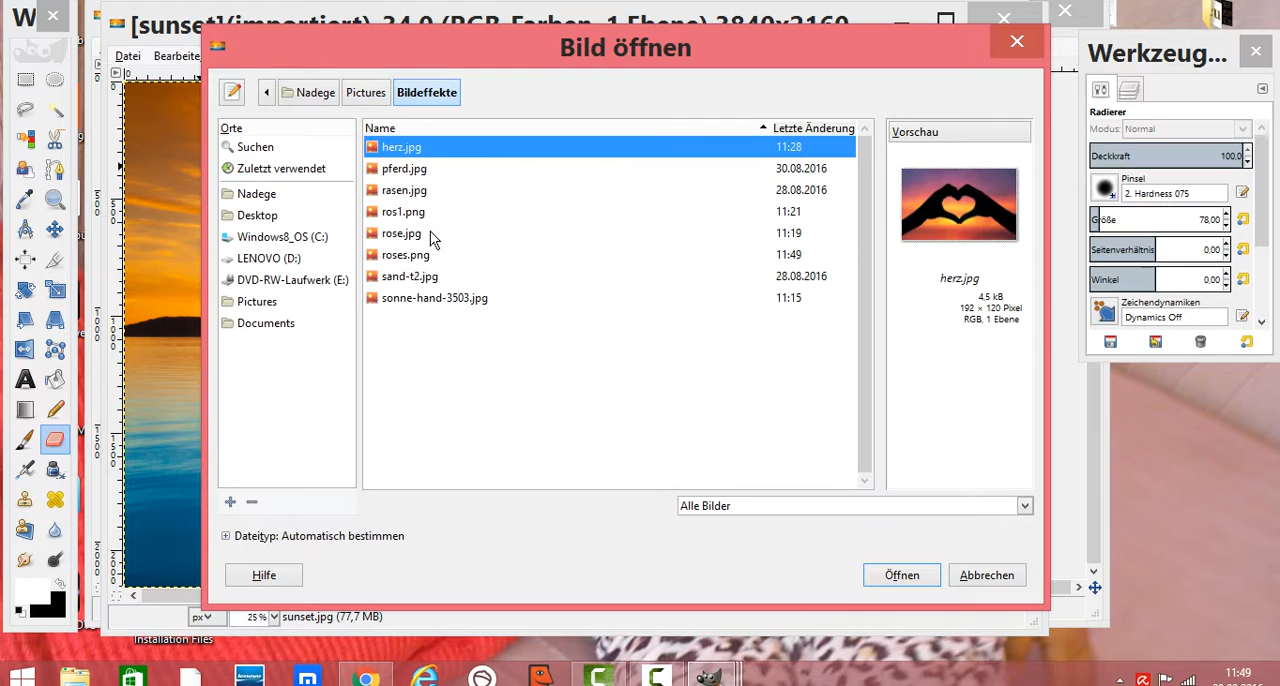 W
[sunset](importiert)-34.0 (RGB-Farben, 1 Ebene) 3840x2160
Bild öffnen
Werkzeug...
Datei
Bearbeite
Nadege
Pictures
Bildeffekte
Orte
Name
Letzte Änderung
Vorschau
Suchen
herz.jpg
11:28
Zuletzt verwendet
pferd.jpg
30.08.2016
Nadege
rasen.jpg
28.08.2016
Desktop
ros1.png
11:21
Windows8_OS (C:)
rose.jpg
11:19
LENOVO (D:)
roses.png
11:49
DVD-RW-Laufwerk (E:)
sand-t2.jpg
28.08.2016
Pictures
sonne-hand-3503.jpg
11:15
Documents
herz.jpg
4,5 kB
192 × 120 Pixel
RGB, 1 Ebene
Alle Bilder
Dateityp: Automatisch bestimmen
Hilfe
Öffnen
Abbrechen
Radierer
Modus: Normal
Deckkraft
100,0
Pinsel
2. Hardness 075
Größe
78,00
Seitenverhältnis
0,00
Winkel
0,00
Zeichendynamiken
Dynamics Off
px
25 %
sunset.jpg (77,7 MB)
Installation Files
11:49